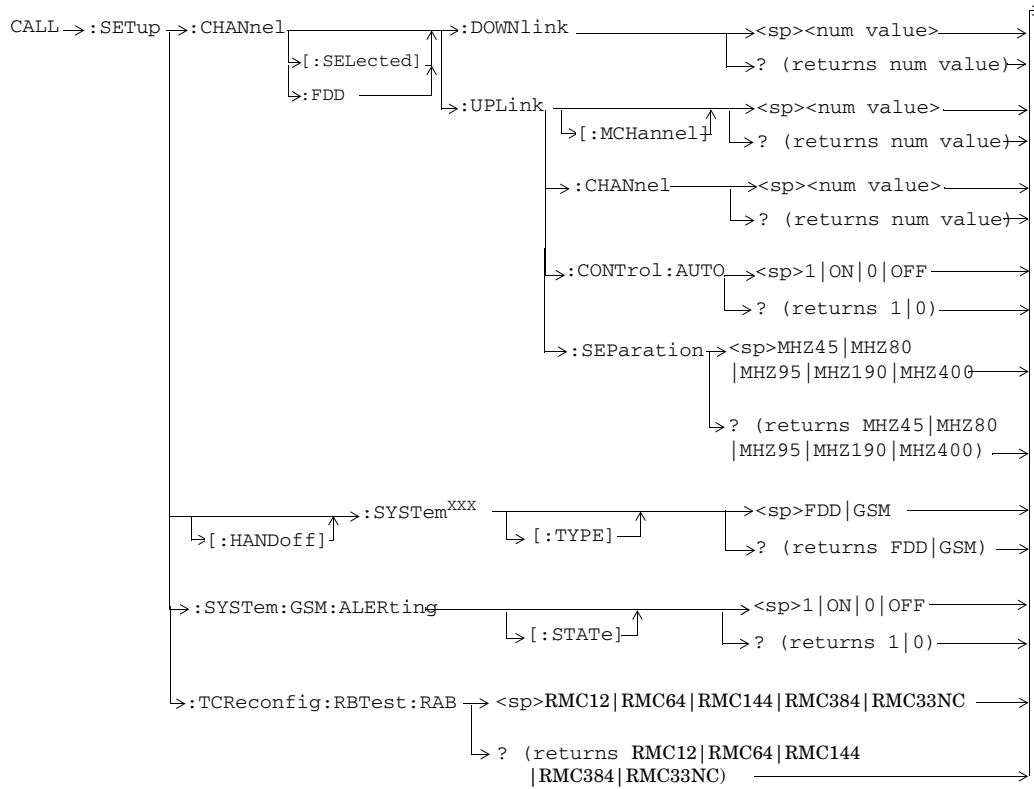 CALL :SETup :CHANnel :DOWNlink <sp><num value>
[:SELected]
? (returns num value)
:FDD
:UPLink <sp><num value>
[:MCHannel]
? (returns num value)
:CHANnel <sp><num value>
? (returns num value)
:CONTrol:AUTO <sp>1|ON|0|OFF
? (returns 1|0)
:SEParation <sp>MHZ45|MHZ80
|MHZ95|MHZ190|MHZ400
? (returns MHZ45|MHZ80
|MHZ95|MHZ190|MHZ400)
:SYSTemXXX <sp>FDD|GSM
[:HANDoff] [:TYPE] ? (returns FDD|GSM)
:SYSTem:GSM:ALERting <sp>1|ON|0|OFF
[:STATe] ? (returns 1|0)
:TCReconfig:RBTest:RAB <sp>RMC12|RMC64|RMC144|RMC384|RMC33NC
? (returns RMC12|RMC64|RMC144
|RMC384|RMC33NC)